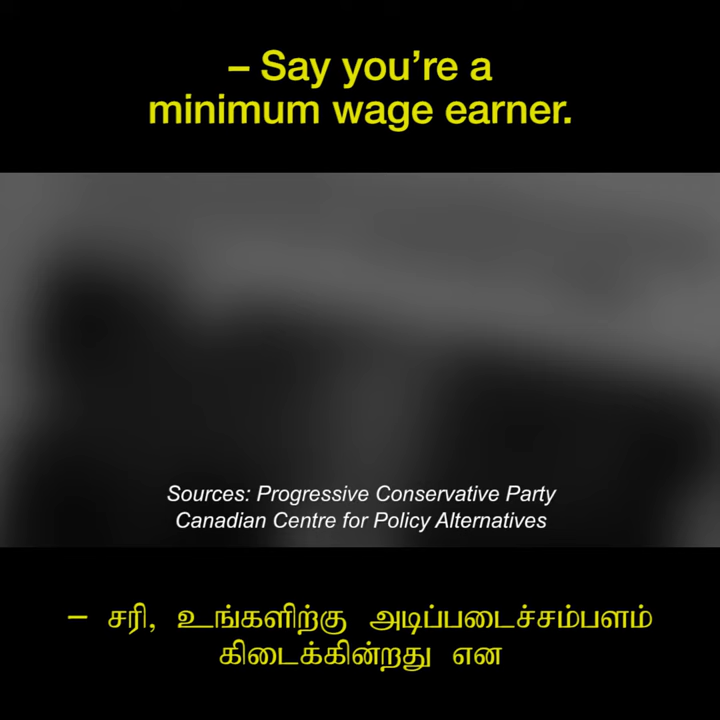 – Say you’re a
minimum wage earner.
Sources: Progressive Conservative Party
Canadian Centre for Policy Alternatives
– சரி, உங்களிற்கு அடிப்படைச்சம்பளம்
கிடைக்கின்றது என